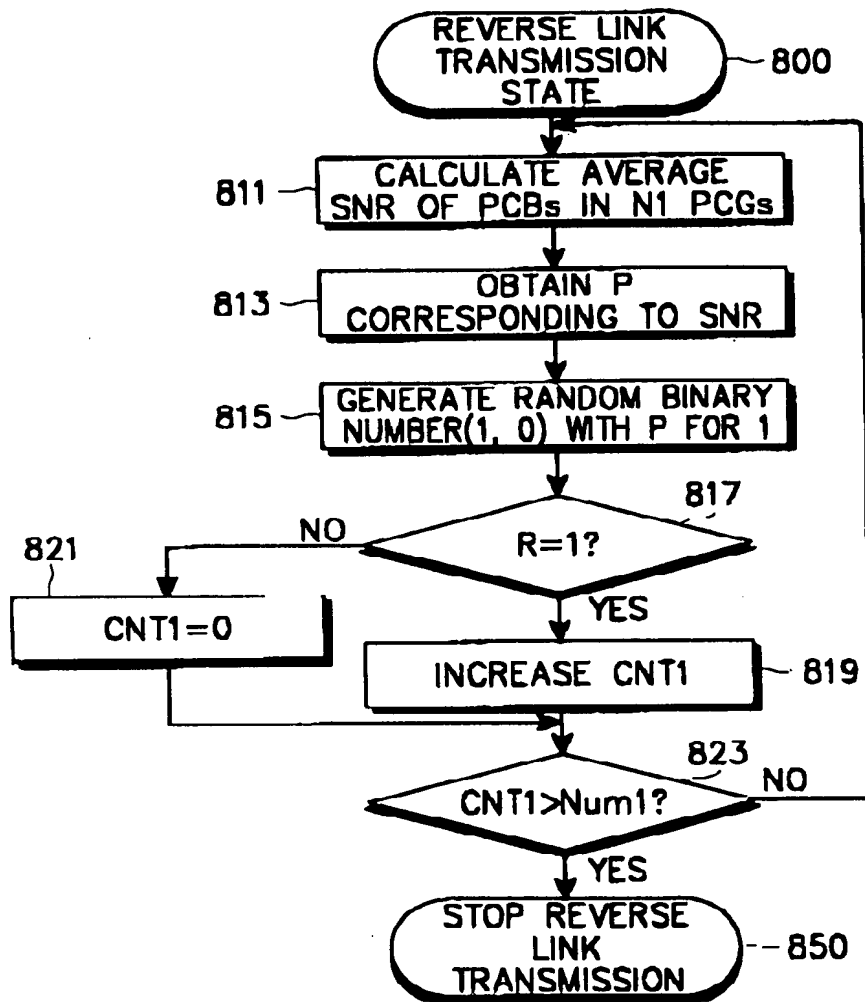 REVERSE LINK
TRANSMISSION
STATE
800
811
CALCULATE AVERAGE
SNR OF PCBs IN N1 PCGs
813
OBTAIN P
CORRESPONDING TO SNR
815
GENERATE RANDOM BINARY
NUMBER(1, 0) WITH P FOR 1
817
R=1?
NO
YES
821
CNT1=0
INCREASE CNT1
819
823
CNT1>Num1?
NO
YES
STOP REVERSE
LINK
TRANSMISSION
850